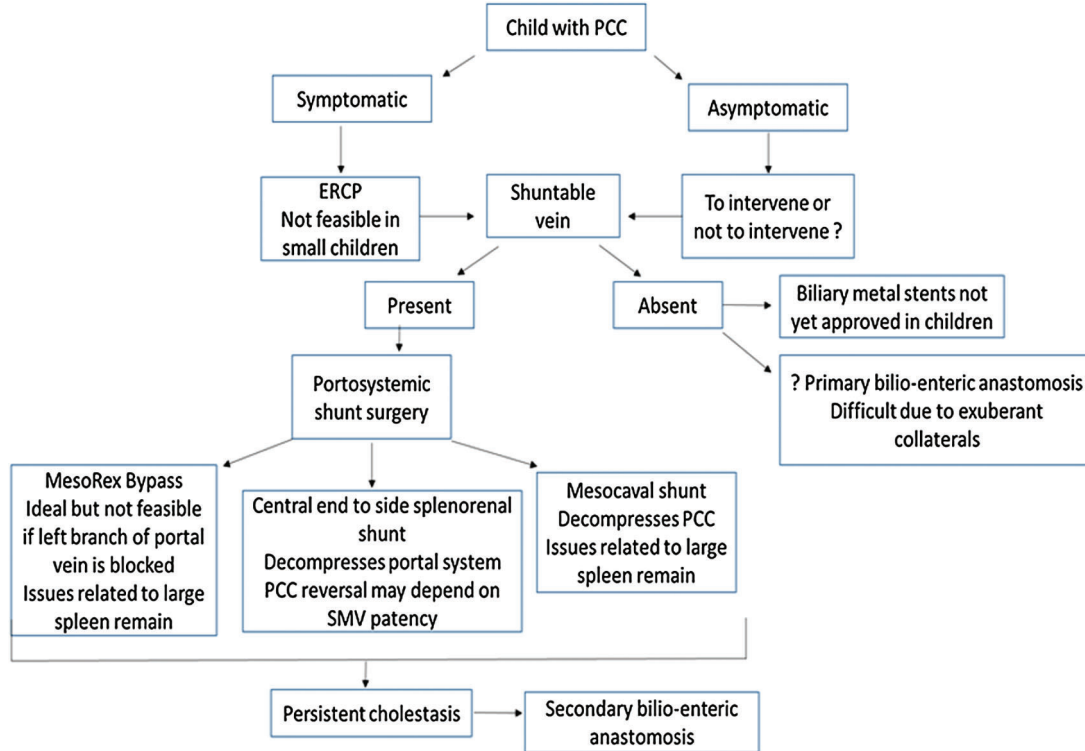 Child with PCC
Symptomatic
Asymptomatic
ERCP
Not feasible in
small children
Shuntable
vein
To intervene or
not to intervene ?
Present
Absent
Biliary metal stents not
yet approved in children
Portosystemic
shunt surgery
? Primary bilio-enteric anastomosis
Difficult due to exuberant
collaterals
MesoRex Bypass
Ideal but not feasible
if left branch of portal
vein is blocked
Issues related to large
spleen remain
Central end to side splenorenal
shunt
Decompresses portal system
PCC reversal may depend on
SMV patency
Mesocaval shunt
Decompresses PCC
Issues related to large
spleen remain
Persistent cholestasis
Secondary bilio-enteric
anastomosis